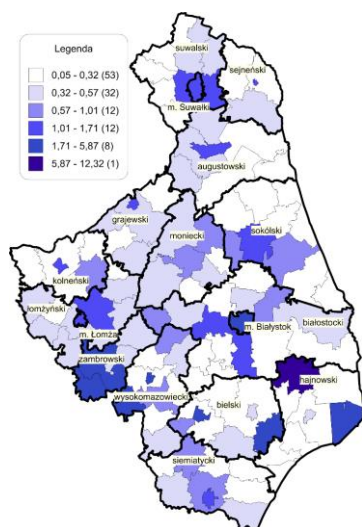 Legenda
0,05 - 0,32 (53)
0,32 - 0,57 (32)
0,57 - 1,01 (12)
1,01 - 1,71 (12)
1,71 - 5,87 (8)
5,87 - 12,32 (1)
suwalski
sejneński
m. Suwałki
augustowski
grajewski
moniecki
sokólski
kolneński
łomżyński
m. Łomża
m. Białystok
białostocki
zambrowski
hajnowski
wysokomazowiecki
bielski
siemiatycki